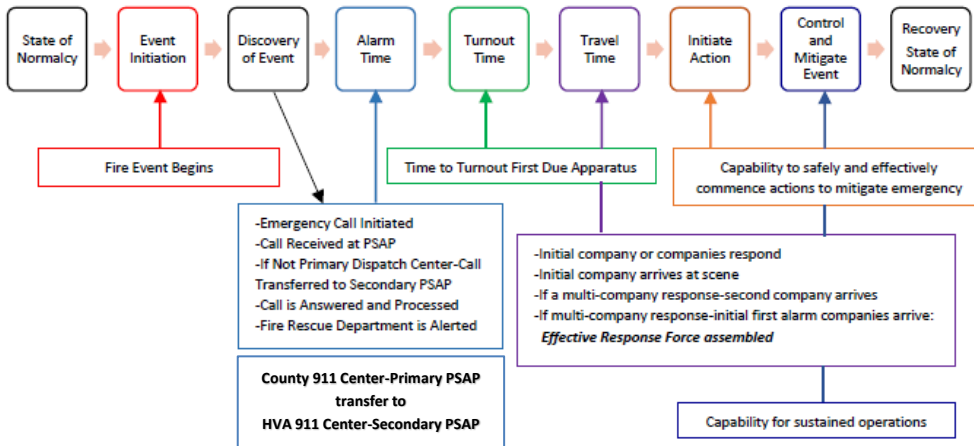 State of
Normalcy
Event
Initiation
Discovery
of Event
Alarm
Time
Turnout
Time
Travel
Time
Initiate
Action
Control
and
Mitigate
Event
Recovery
State of
Normalcy
Fire Event Begins
Time to Turnout First Due Apparatus
Capability to safely and effectively
commence actions to mitigate emergency
-Emergency Call Initiated
-Call Received at PSAP
-If Not Primary Dispatch Center-Call
Transferred to Secondary PSAP
-Call is Answered and Processed
-Fire Rescue Department is Alerted
-Initial company or companies respond
-Initial company arrives at scene
-If a multi-company response-second company arrives
-If multi-company response-initial first alarm companies arrive:
Effective Response Force assembled
County 911 Center-Primary PSAP
transfer to
HVA 911 Center-Secondary PSAP
Capability for sustained operations